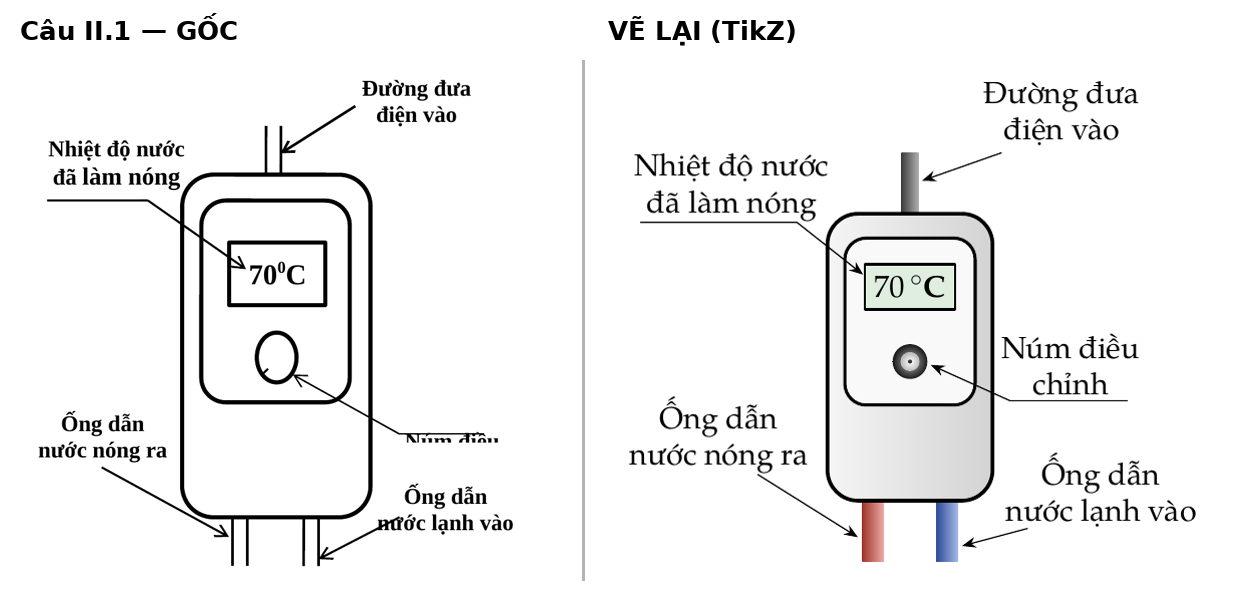 Câu II.1 — GỐC
Đường đưa
điện vào
Nhiệt độ nước
đã làm nóng
70⁰C
Núm điều
Ống dẫn
nước nóng ra
Ống dẫn
nước lạnh vào
VẼ LẠI (TikZ)
Đường đưa
điện vào
Nhiệt độ nước
đã làm nóng
70 °C
Núm điều
chỉnh
Ống dẫn
nước nóng ra
Ống dẫn
nước lạnh vào